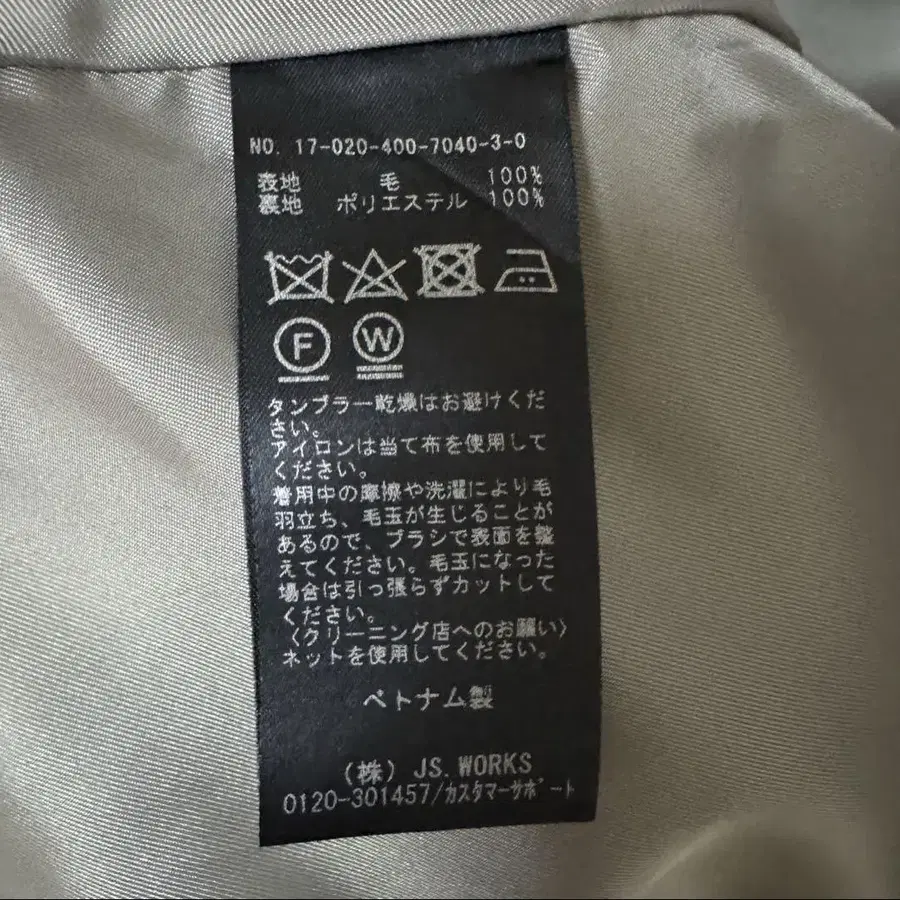 NO. 17-020-400-7040-3-0
表地 毛 100%
裏地 ポリエステル 100%
F W
タンブラー乾燥はお避けくだ
さい。
アイロンは当て布を使用して
ください。
着用中の摩擦や洗濯により毛
羽立ち、毛玉が生じることが
あるので、ブラシで表面を整
えてください。毛玉になった
場合は引っ張らずカットして
ください。
〈クリーニング店へのお願い〉
ネットを使用してください。
ベトナム製
(株) JS.WORKS
0120-301457/カスタマーサポート